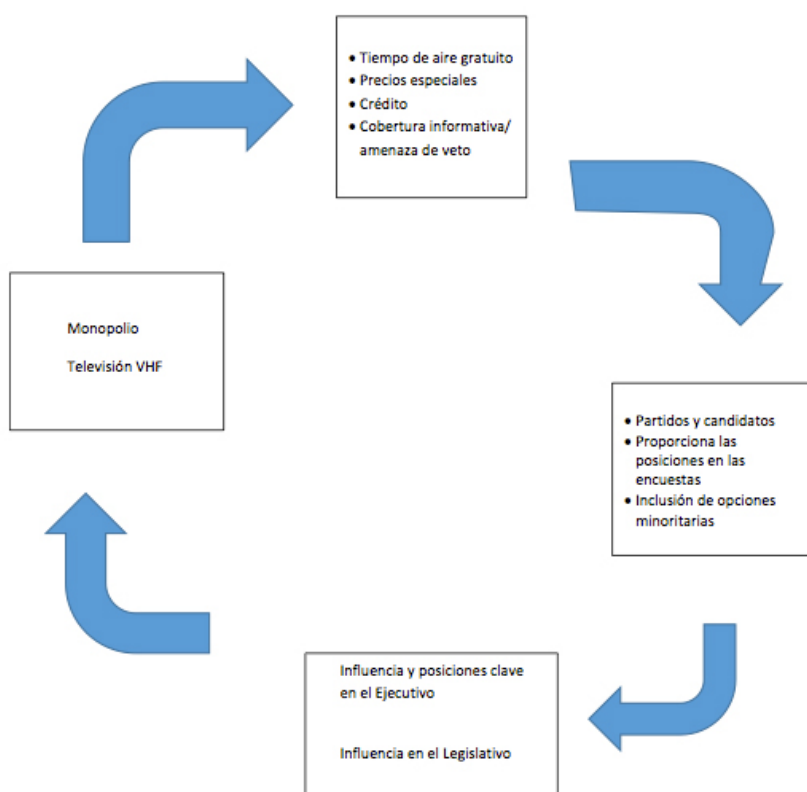 • Tiempo de aire gratuito
• Precios especiales
• Crédito
• Cobertura informativa/
amenaza de veto
Monopolio
Televisión VHF
• Partidos y candidatos
• Proporciona las
posiciones en las
encuestas
• Inclusión de opciones
minoritarias
Influencia y posiciones clave
en el Ejecutivo
Influencia en el Legislativo